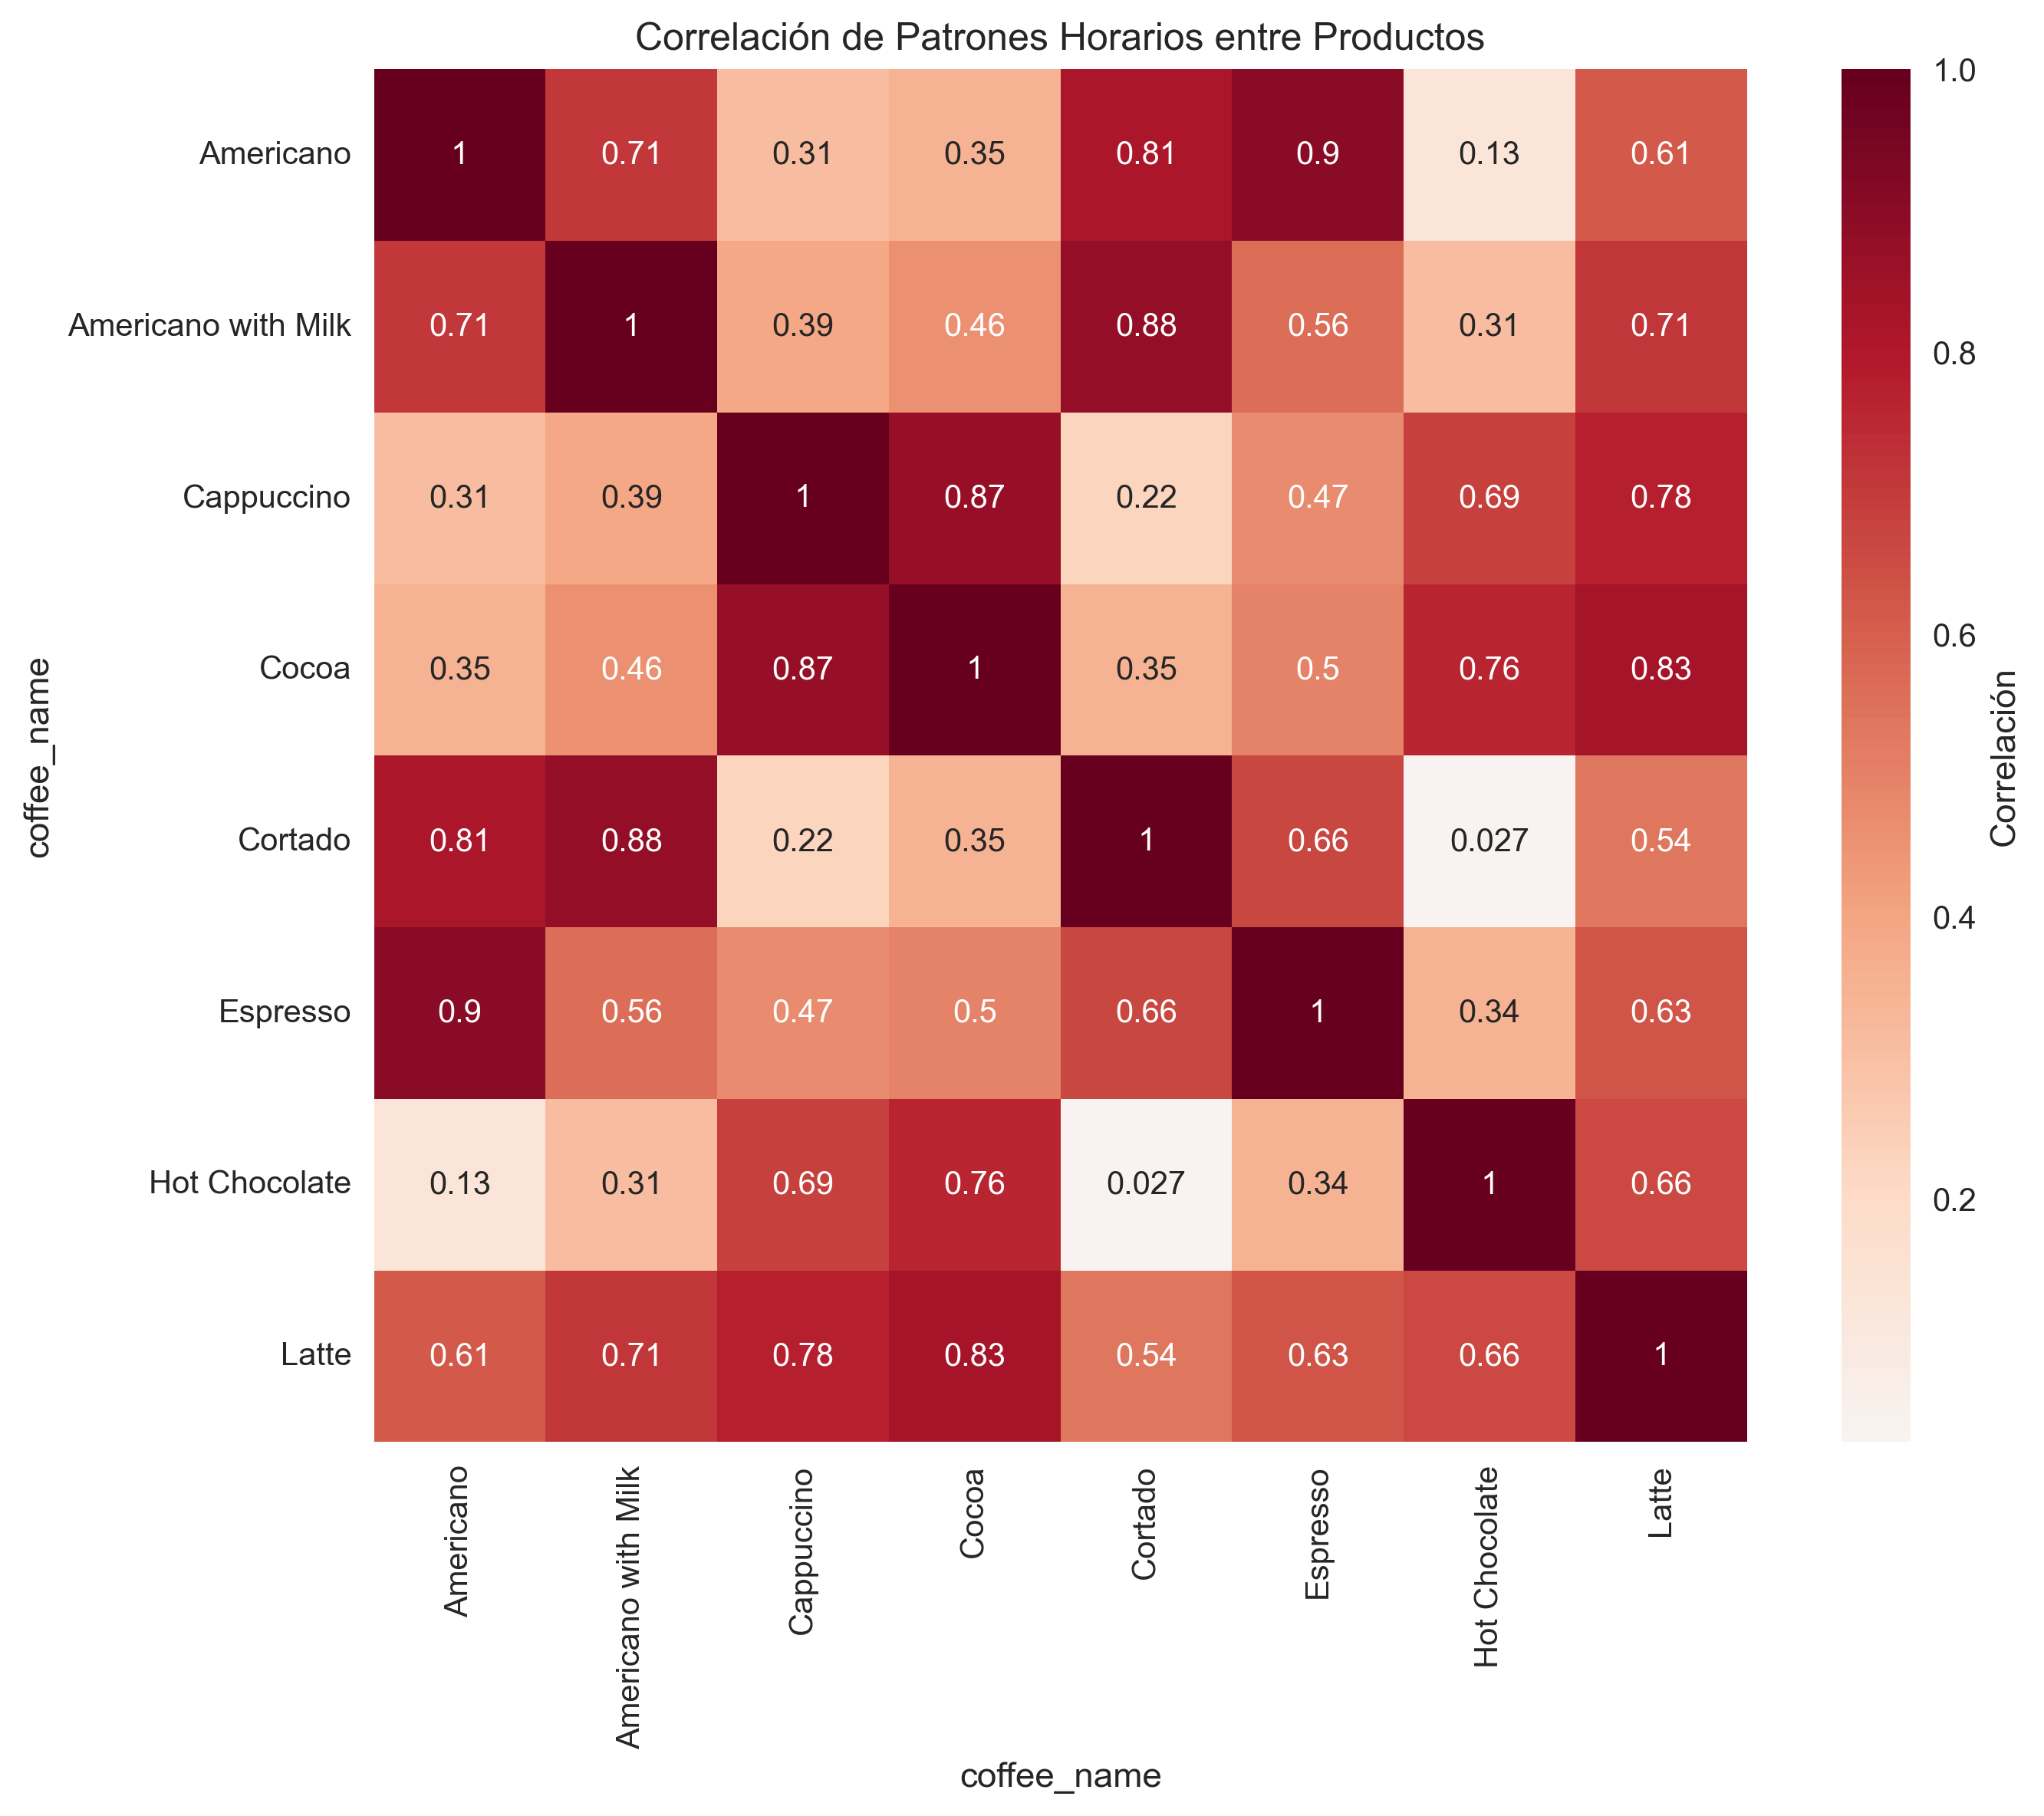 Correlación de Patrones Horarios entre Productos
Americano 1 0.71 0.31 0.35 0.81 0.9 0.13 0.61
Americano with Milk 0.71 1 0.39 0.46 0.88 0.56 0.31 0.71
Cappuccino 0.31 0.39 1 0.87 0.22 0.47 0.69 0.78
Cocoa 0.35 0.46 0.87 1 0.35 0.5 0.76 0.83
Cortado 0.81 0.88 0.22 0.35 1 0.66 0.027 0.54
Espresso 0.9 0.56 0.47 0.5 0.66 1 0.34 0.63
Hot Chocolate 0.13 0.31 0.69 0.76 0.027 0.34 1 0.66
Latte 0.61 0.71 0.78 0.83 0.54 0.63 0.66 1
coffee_name
Americano
Americano with Milk
Cappuccino
Cocoa
Cortado
Espresso
Hot Chocolate
Latte
coffee_name
1.0
0.8
0.6
0.4
0.2
Correlación